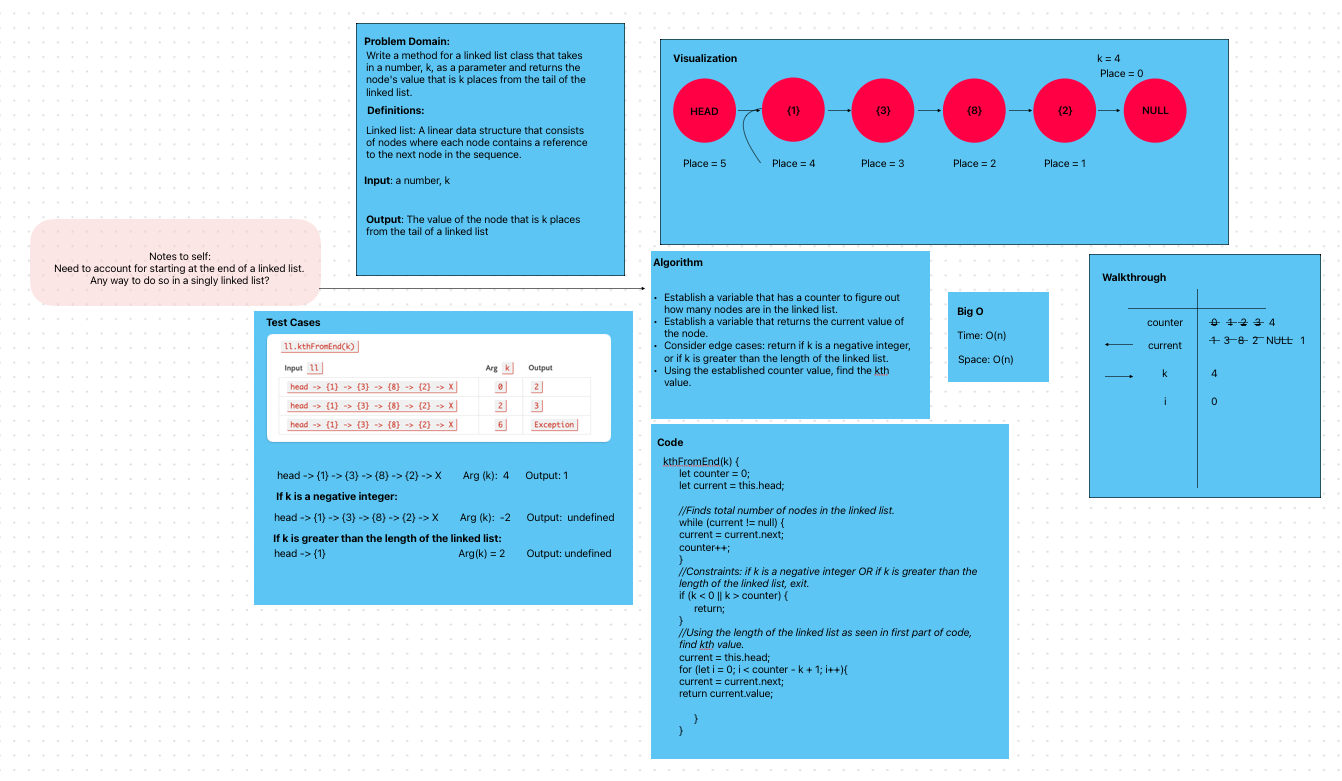 Problem Domain:
Write a method for a linked list class that takes
in a number, k, as a parameter and returns the
node's value that is k places from the tail of the
linked list.
Definitions:
Linked list: A linear data structure that consists
of nodes where each node contains a reference
to the next node in the sequence.
Input: a number, k
Output: The value of the node that is k places
from the tail of a linked list
Visualization
k = 4
Place = 0
HEAD
{1}
{3}
{8}
{2}
NULL
Place = 5
Place = 4
Place = 3
Place = 2
Place = 1
Notes to self:
Need to account for starting at the end of a linked list.
Any way to do so in a singly linked list?
Test Cases
ll.kthFromEnd(k)
Input ll Arg k Output
head -> {1} -> {3} -> {8} -> {2} -> X 0 2
head -> {1} -> {3} -> {8} -> {2} -> X 2 3
head -> {1} -> {3} -> {8} -> {2} -> X 6 Exception
head -> {1} -> {3} -> {8} -> {2} -> X Arg (k): 4 Output: 1
If k is a negative integer:
head -> {1} -> {3} -> {8} -> {2} -> X Arg (k): -2 Output: undefined
If k is greater than the length of the linked list:
head -> {1} Arg(k) = 2 Output: undefined
Algorithm
• Establish a variable that has a counter to figure out
how many nodes are in the linked list.
• Establish a variable that returns the current value of
the node.
• Consider edge cases: return if k is a negative integer,
or if k is greater than the length of the linked list.
• Using the established counter value, find the kth
value.
Big O
Time: O(n)
Space: O(n)
Walkthrough
counter 0 1 2 3 4
current 1 3 8 2 NULL 1
k 4
i 0
Code
kthFromEnd(k) {
let counter = 0;
let current = this.head;
//Finds total number of nodes in the linked list.
while (current != null) {
current = current.next;
counter++;
}
//Constraints: if k is a negative integer OR if k is greater than the
length of the linked list, exit.
if (k < 0 || k > counter) {
return;
}
//Using the length of the linked list as seen in first part of code,
find kth value.
current = this.head;
for (let i = 0; i < counter - k + 1; i++){
current = current.next;
return current.value;
}
}